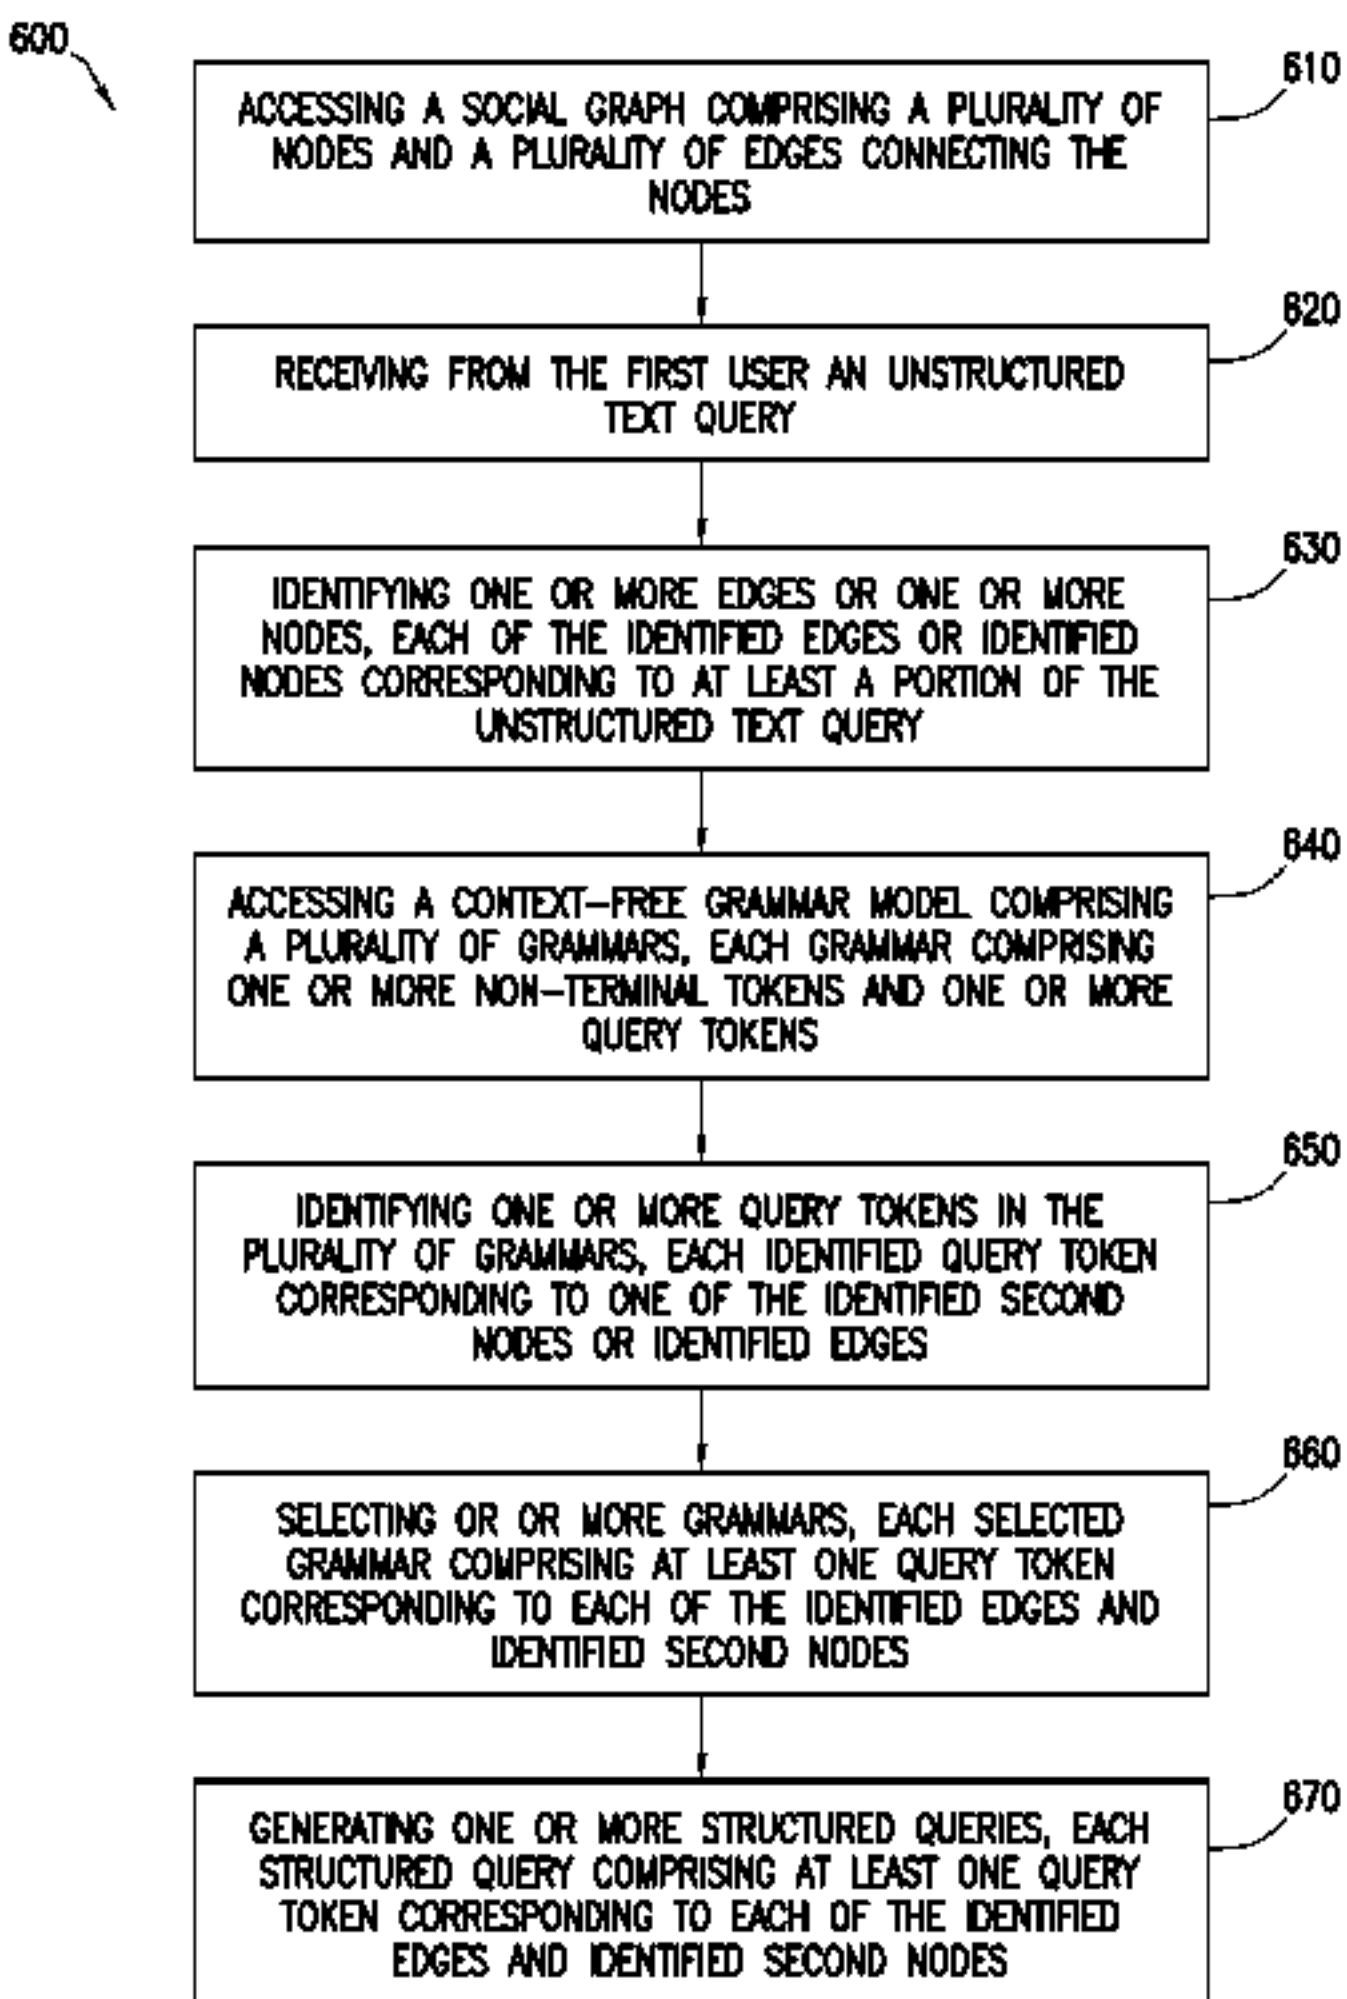 600
610
ACCESSING A SOCIAL GRAPH COMPRISING A PLURALITY OF
NODES AND A PLURALITY OF EDGES CONNECTING THE
NODES
620
RECEIVING FROM THE FIRST USER AN UNSTRUCTURED
TEXT QUERY
630
IDENTIFYING ONE OR MORE EDGES OR ONE OR MORE
NODES, EACH OF THE IDENTIFIED EDGES OR IDENTIFIED
NODES CORRESPONDING TO AT LEAST A PORTION OF THE
UNSTRUCTURED TEXT QUERY
640
ACCESSING A CONTEXT-FREE GRAMMAR MODEL COMPRISING
A PLURALITY OF GRAMMARS, EACH GRAMMAR COMPRISING
ONE OR MORE NON-TERMINAL TOKENS AND ONE OR MORE
QUERY TOKENS
650
IDENTIFYING ONE OR MORE QUERY TOKENS IN THE
PLURALITY OF GRAMMARS, EACH IDENTIFIED QUERY TOKEN
CORRESPONDING TO ONE OF THE IDENTIFIED SECOND
NODES OR IDENTIFIED EDGES
660
SELECTING OR OR MORE GRAMMARS, EACH SELECTED
GRAMMAR COMPRISING AT LEAST ONE QUERY TOKEN
CORRESPONDING TO EACH OF THE IDENTIFIED EDGES AND
IDENTIFIED SECOND NODES
670
GENERATING ONE OR MORE STRUCTURED QUERIES, EACH
STRUCTURED QUERY COMPRISING AT LEAST ONE QUERY
TOKEN CORRESPONDING TO EACH OF THE IDENTIFIED
EDGES AND IDENTIFIED SECOND NODES